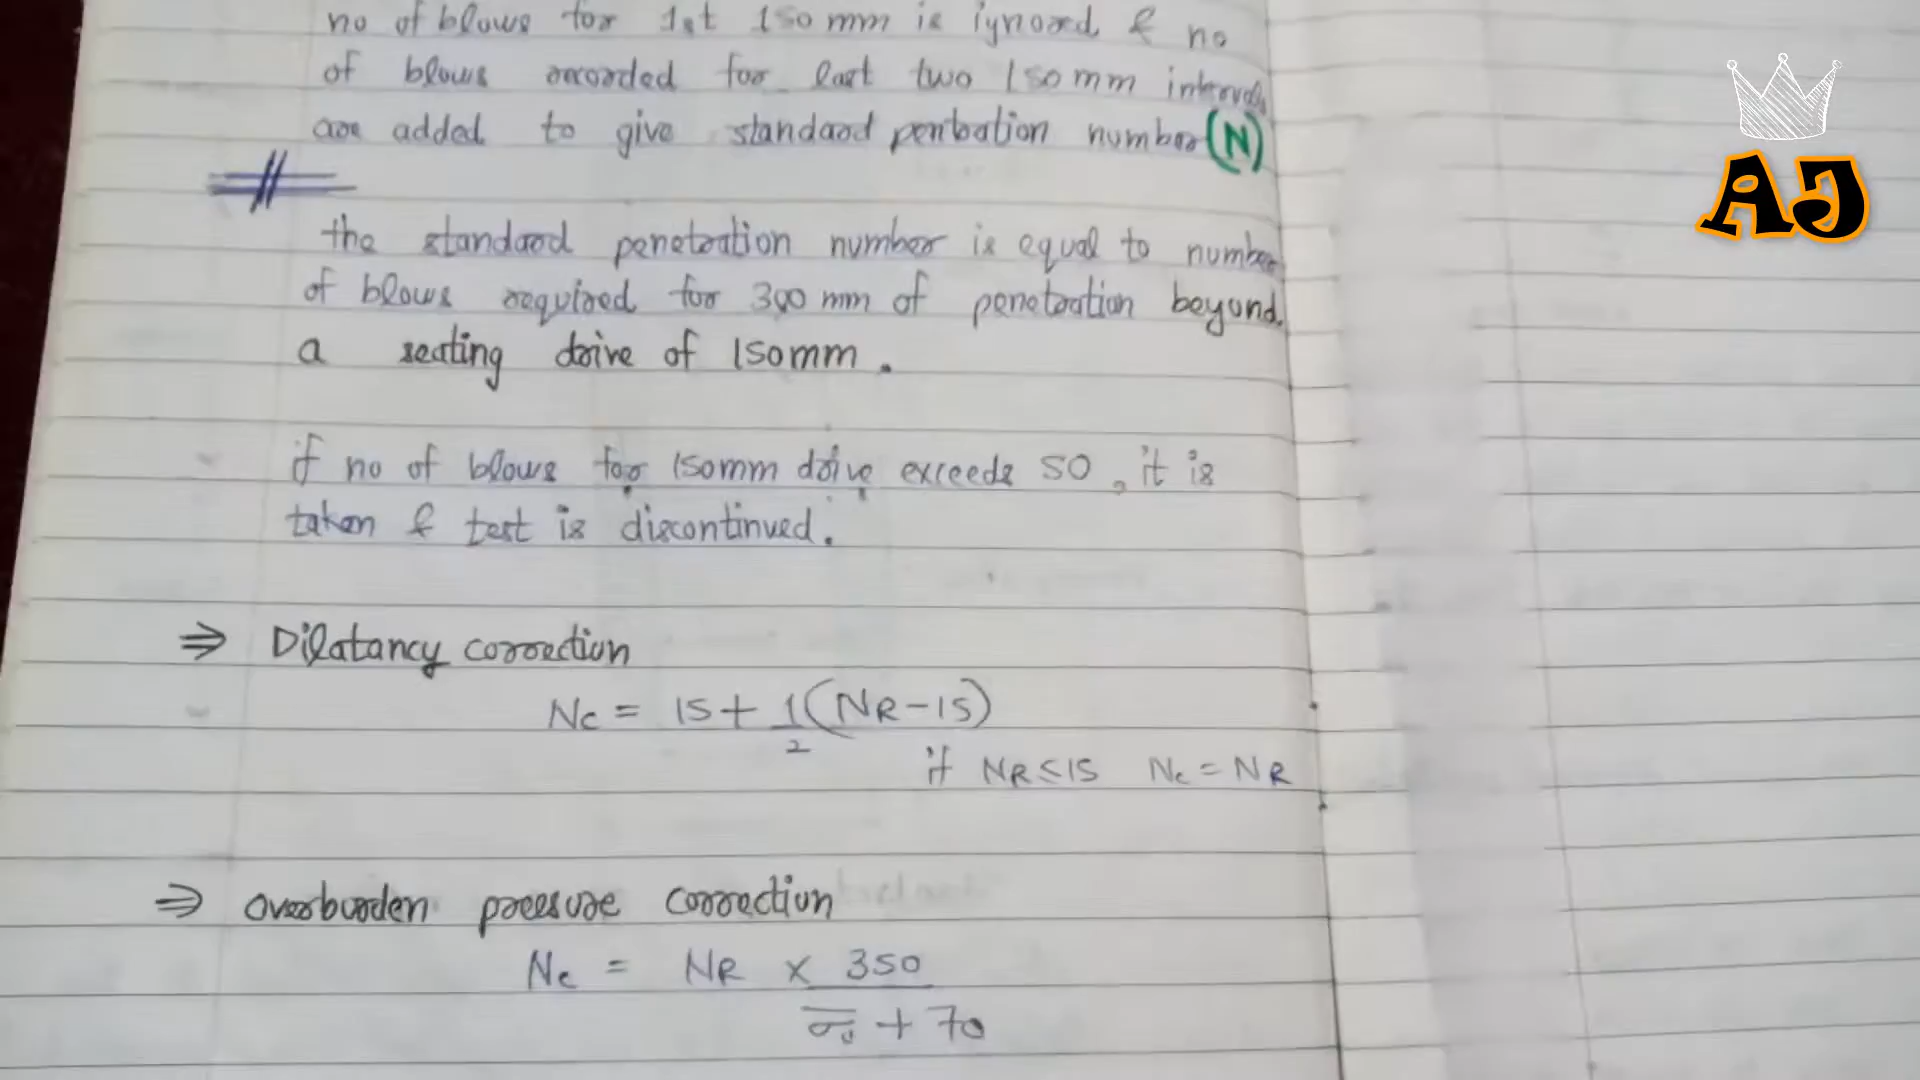 no of blows for 1st 150 mm is ignored & no
of blows recorded for last two 150 mm intervals
are added to give standard pentration number (N)
the standard penetration number is equal to number
of blows required for 300 mm of penetration beyond
a seating drive of 150mm.
if no of blows for 150mm drive exceeds 50, it is
taken & test is discontinued.
⇒ Dilatancy correction
Nc = 15 + 1/2 (NR - 15)
if NR ≤ 15 Nc = NR
⇒ overburden pressure correction
Nc = NR × 350
σ̅₀ + 70
AJ